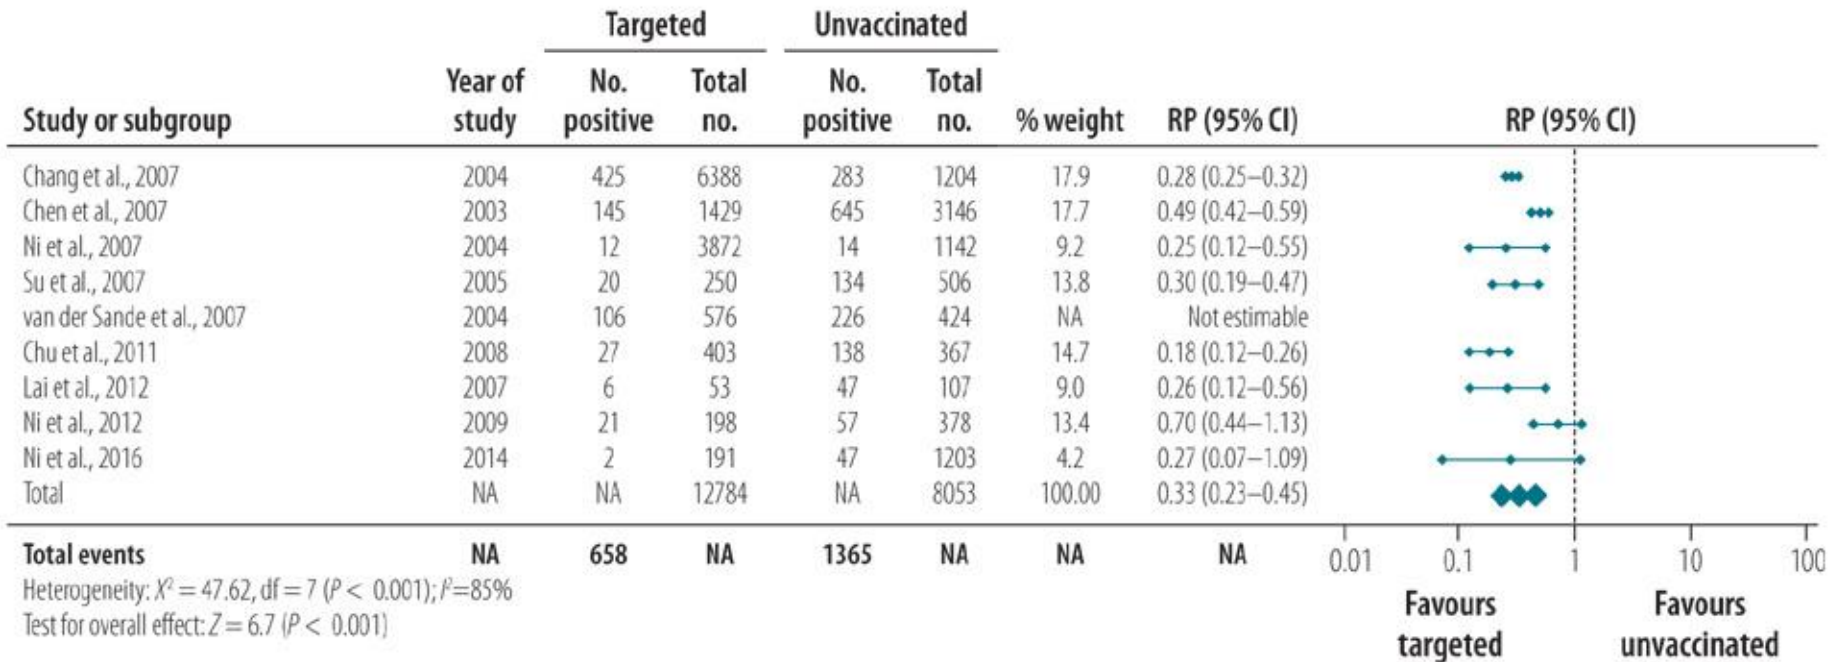 Targeted Unvaccinated
Year of No. Total No. Total
Study or subgroup study positive no. positive no. % weight RP (95% CI) RP (95% CI)
Chang et al., 2007 2004 425 6388 283 1204 17.9 0.28 (0.25–0.32)
Chen et al., 2007 2003 145 1429 645 3146 17.7 0.49 (0.42–0.59)
Ni et al., 2007 2004 12 3872 14 1142 9.2 0.25 (0.12–0.55)
Su et al., 2007 2005 20 250 134 506 13.8 0.30 (0.19–0.47)
van der Sande et al., 2007 2004 106 576 226 424 NA Not estimable
Chu et al., 2011 2008 27 403 138 367 14.7 0.18 (0.12–0.26)
Lai et al., 2012 2007 6 53 47 107 9.0 0.26 (0.12–0.56)
Ni et al., 2012 2009 21 198 57 378 13.4 0.70 (0.44–1.13)
Ni et al., 2016 2014 2 191 47 1203 4.2 0.27 (0.07–1.09)
Total NA NA 12784 NA 8053 100.00 0.33 (0.23–0.45)
Total events NA 658 NA 1365 NA NA NA 0.01 0.1 1 10 100
Heterogeneity: X² = 47.62, df = 7 (P < 0.001); I²=85%
Test for overall effect: Z = 6.7 (P < 0.001)
Favours Favours
targeted unvaccinated